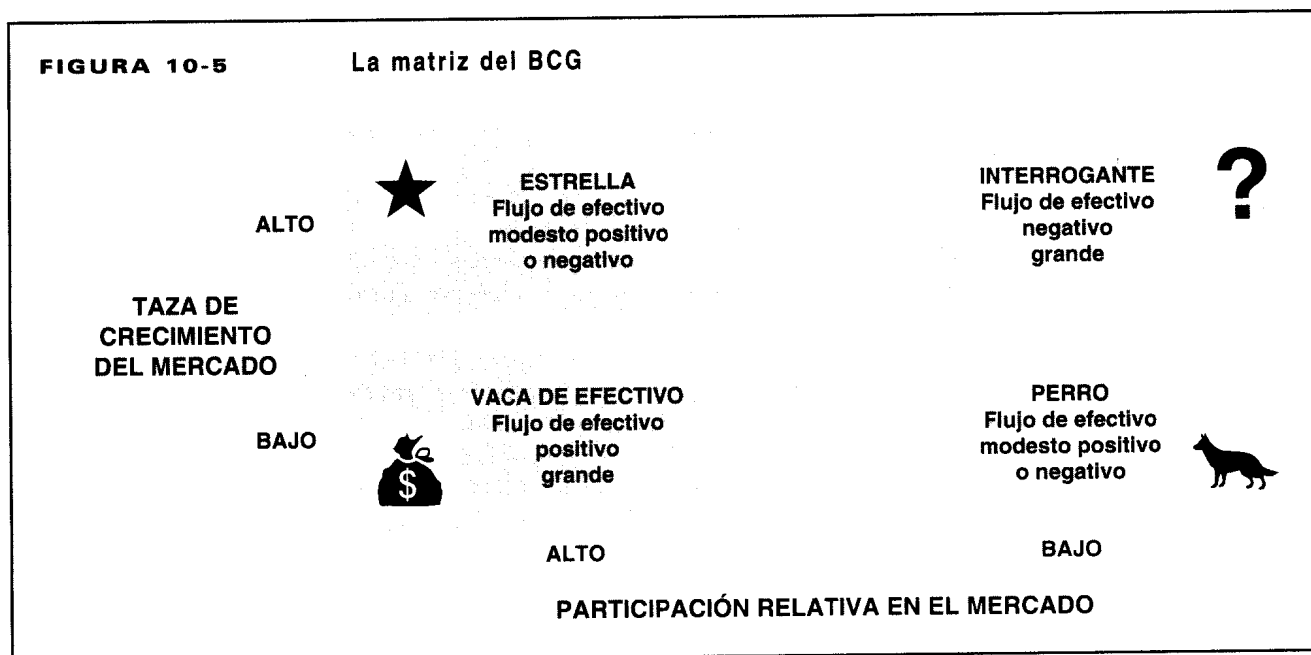 FIGURA 10-5 La matriz del BCG
ALTO
ESTRELLA
Flujo de efectivo
modesto positivo
o negativo
INTERROGANTE
Flujo de efectivo
negativo
grande
?
TAZA DE
CRECIMIENTO
DEL MERCADO
BAJO
$
VACA DE EFECTIVO
Flujo de efectivo
positivo
grande
PERRO
Flujo de efectivo
modesto positivo
o negativo
ALTO
BAJO
PARTICIPACIÓN RELATIVA EN EL MERCADO